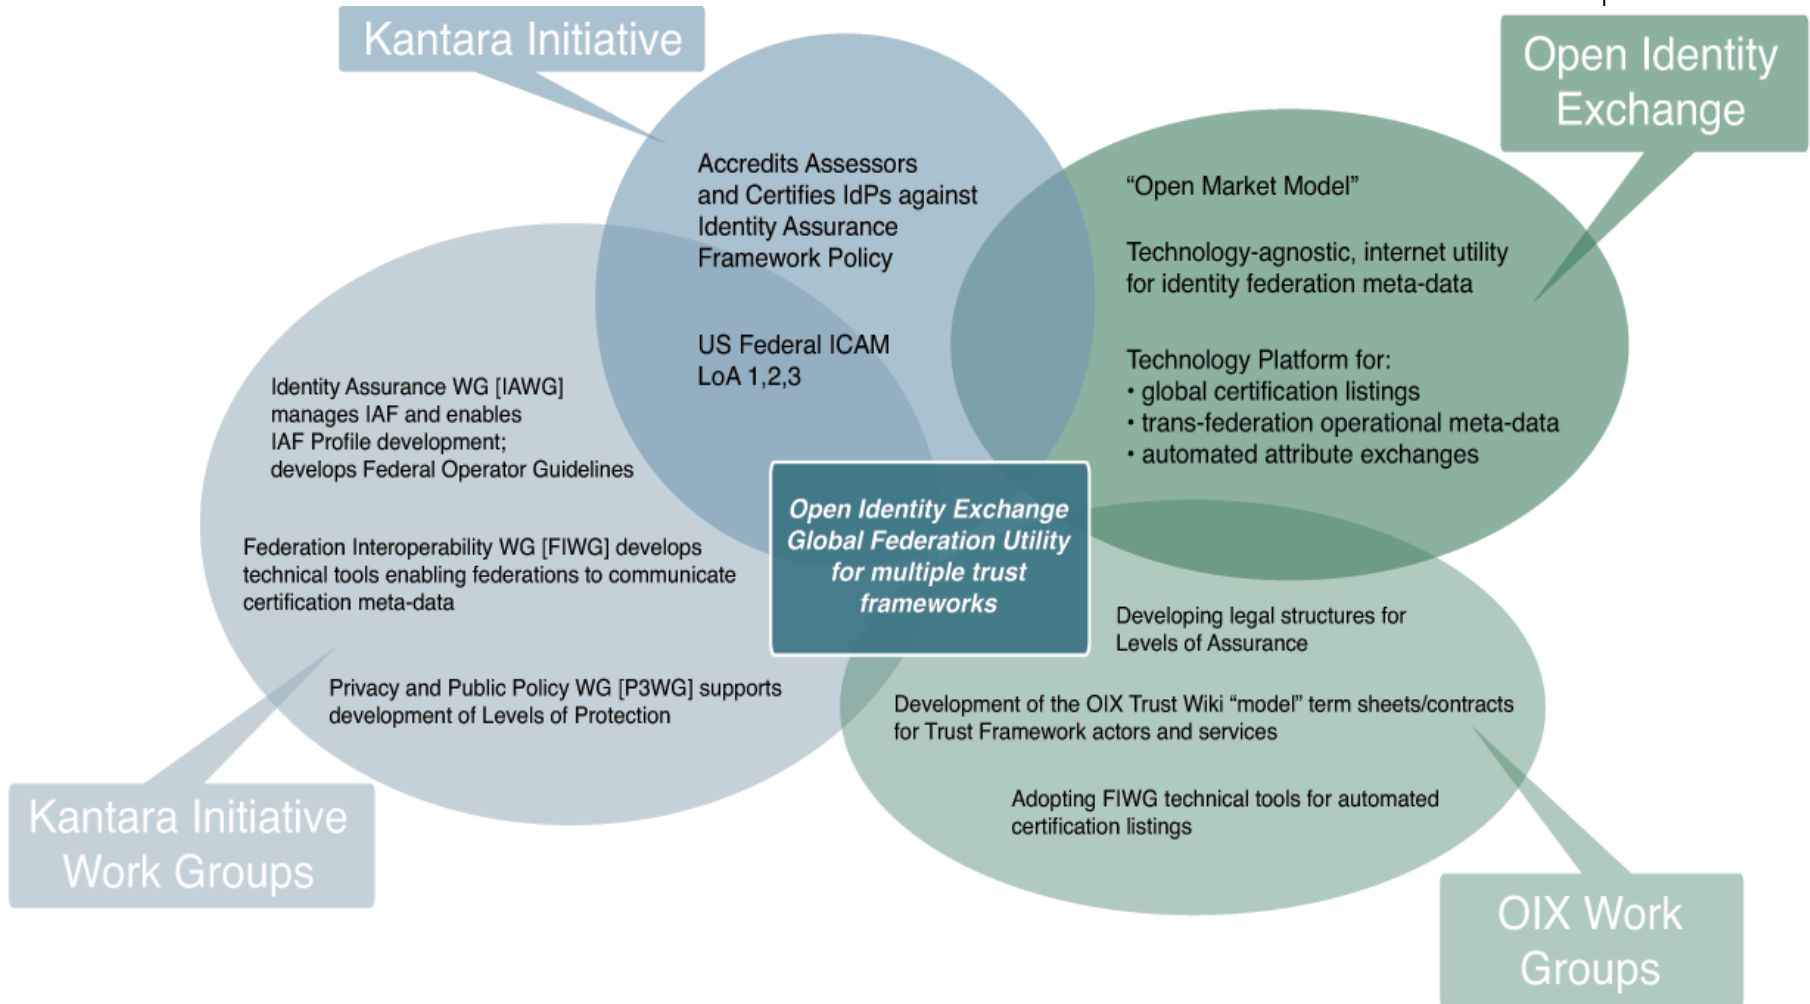 Kantara Initiative
Open Identity
Exchange
Accredits Assessors
and Certifies IdPs against
Identity Assurance
Framework Policy
US Federal ICAM
LoA 1,2,3
“Open Market Model”
Technology-agnostic, internet utility
for identity federation meta-data
Technology Platform for:
• global certification listings
• trans-federation operational meta-data
• automated attribute exchanges
Identity Assurance WG [IAWG]
manages IAF and enables
IAF Profile development;
develops Federal Operator Guidelines
Federation Interoperability WG [FIWG] develops
technical tools enabling federations to communicate
certification meta-data
Privacy and Public Policy WG [P3WG] supports
development of Levels of Protection
Open Identity Exchange
Global Federation Utility
for multiple trust
frameworks
Developing legal structures for
Levels of Assurance
Development of the OIX Trust Wiki “model” term sheets/contracts
for Trust Framework actors and services
Adopting FIWG technical tools for automated
certification listings
Kantara Initiative
Work Groups
OIX Work
Groups